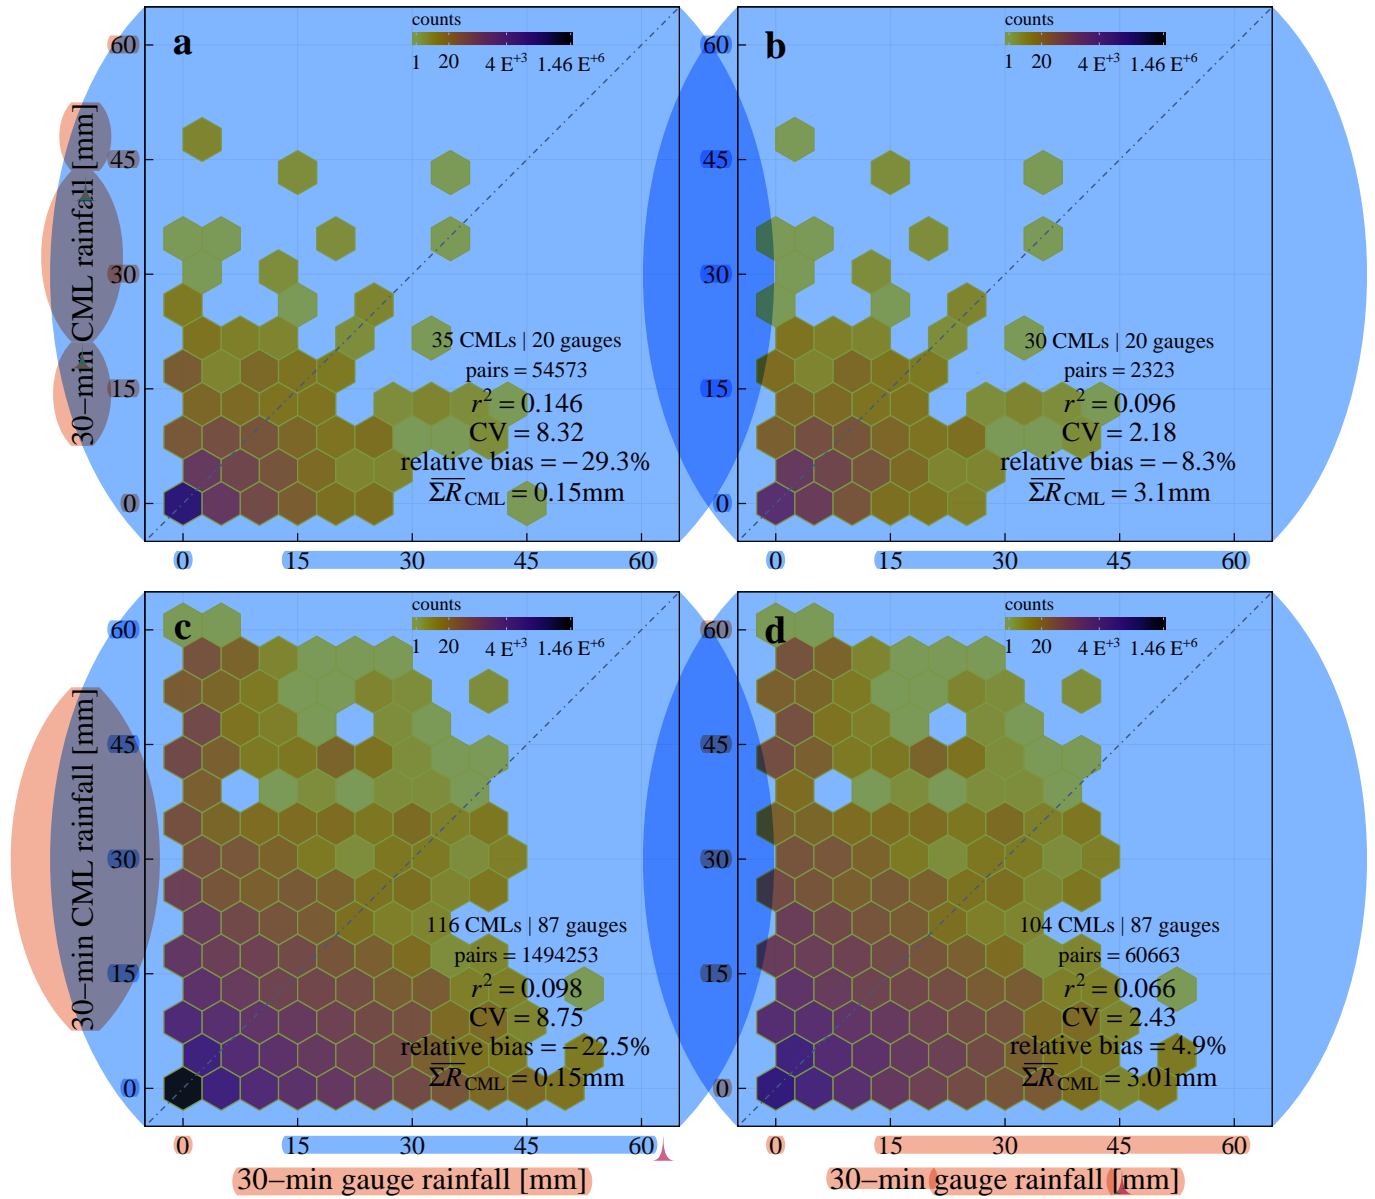 a
counts
1 20 4 E+3 1.46 E+6
60
45
30
15
0
30−min CML rainfall [mm]
35 CMLs | 20 gauges
pairs = 54573
r² = 0.146
CV = 8.32
relative bias = −29.3%
Σ̅R̅CML = 0.15mm
0 15 30 45 60
b
counts
1 20 4 E+3 1.46 E+6
60
45
30
15
0
30 CMLs | 20 gauges
pairs = 2323
r² = 0.096
CV = 2.18
relative bias = −8.3%
Σ̅R̅CML = 3.1mm
0 15 30 45 60
c
counts
1 20 4 E+3 1.46 E+6
60
45
30
15
0
30−min CML rainfall [mm]
116 CMLs | 87 gauges
pairs = 1494253
r² = 0.098
CV = 8.75
relative bias = −22.5%
Σ̅R̅CML = 0.15mm
0 15 30 45 60
30−min gauge rainfall [mm]
d
counts
1 20 4 E+3 1.46 E+6
60
45
30
15
0
104 CMLs | 87 gauges
pairs = 60663
r² = 0.066
CV = 2.43
relative bias = 4.9%
Σ̅R̅CML = 3.01mm
0 15 30 45 60
30−min gauge rainfall [mm]